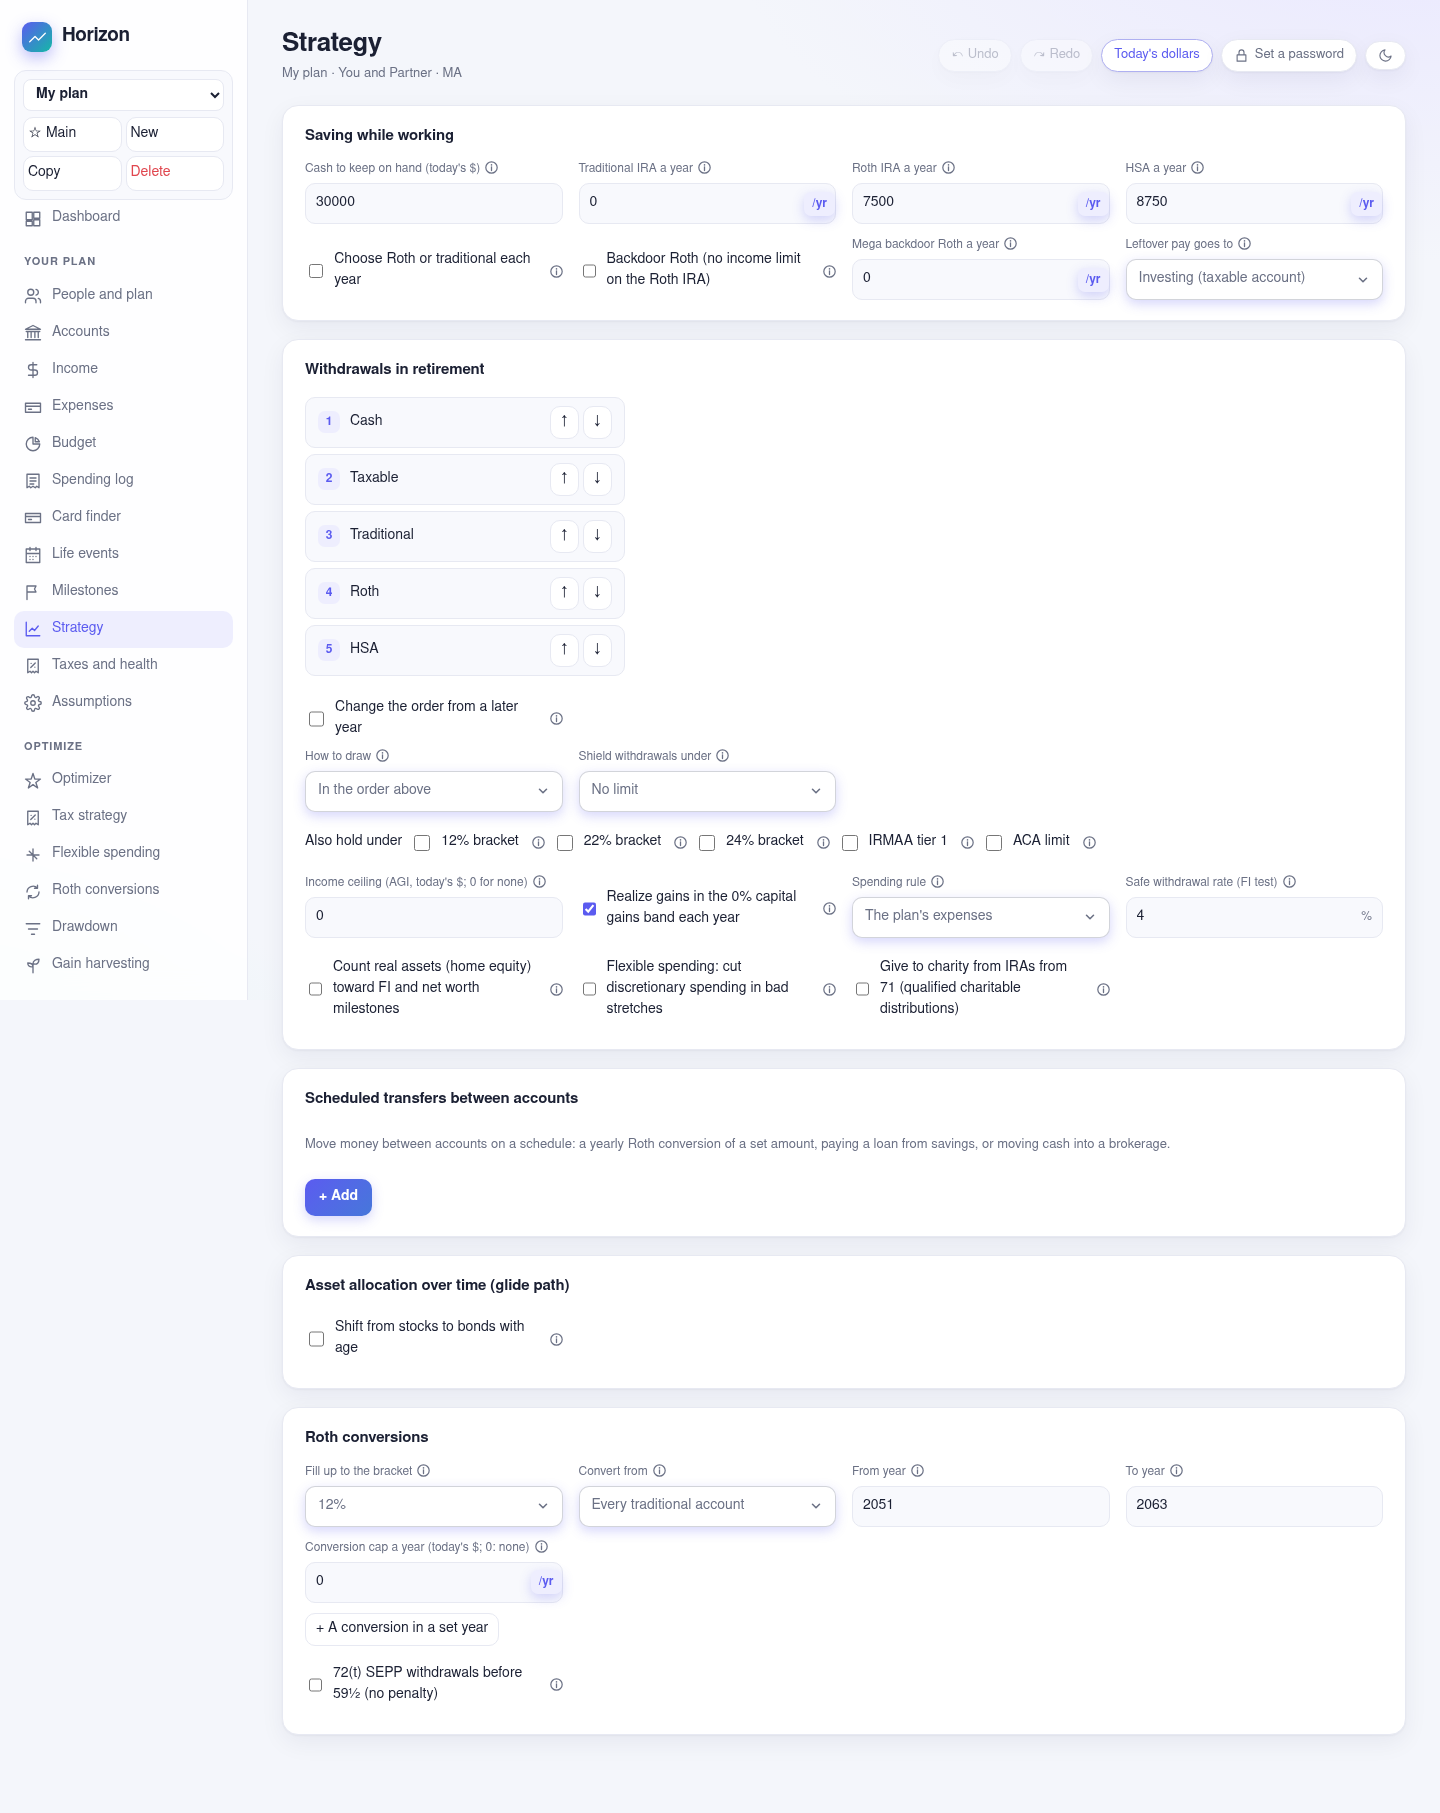 Horizon
My plan
☆ Main
New
Copy
Delete
Dashboard
YOUR PLAN
People and plan
Accounts
Income
Expenses
Budget
Spending log
Card finder
Life events
Milestones
Strategy
Taxes and health
Assumptions
OPTIMIZE
Optimizer
Tax strategy
Flexible spending
Roth conversions
Drawdown
Gain harvesting
Strategy
My plan · You and Partner · MA
Undo
Redo
Today's dollars
Set a password
Saving while working
Cash to keep on hand (today's $)
30000
Traditional IRA a year
0 /yr
Roth IRA a year
7500 /yr
HSA a year
8750 /yr
Choose Roth or traditional each
year
Backdoor Roth (no income limit
on the Roth IRA)
Mega backdoor Roth a year
0 /yr
Leftover pay goes to
Investing (taxable account)
Withdrawals in retirement
1 Cash ↑ ↓
2 Taxable ↑ ↓
3 Traditional ↑ ↓
4 Roth ↑ ↓
5 HSA ↑ ↓
Change the order from a later
year
How to draw
In the order above
Shield withdrawals under
No limit
Also hold under 12% bracket 22% bracket 24% bracket IRMAA tier 1 ACA limit
Income ceiling (AGI, today's $; 0 for none)
0
Realize gains in the 0% capital
gains band each year
Spending rule
The plan's expenses
Safe withdrawal rate (FI test)
4 %
Count real assets (home equity)
toward FI and net worth
milestones
Flexible spending: cut
discretionary spending in bad
stretches
Give to charity from IRAs from
71 (qualified charitable
distributions)
Scheduled transfers between accounts
Move money between accounts on a schedule: a yearly Roth conversion of a set amount, paying a loan from savings, or moving cash into a brokerage.
+ Add
Asset allocation over time (glide path)
Shift from stocks to bonds with
age
Roth conversions
Fill up to the bracket
12%
Convert from
Every traditional account
From year
2051
To year
2063
Conversion cap a year (today's $; 0: none)
0 /yr
+ A conversion in a set year
72(t) SEPP withdrawals before
59½ (no penalty)